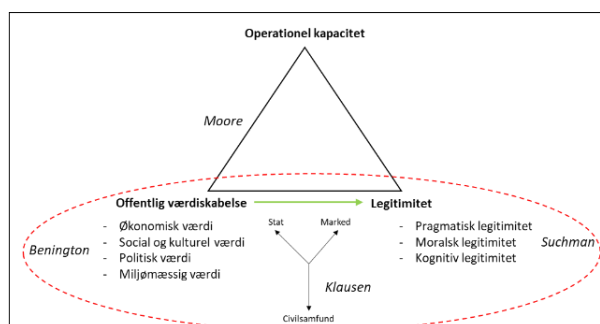 Operationel kapacitet
Moore
Offentlig værdiskabelse
Legitimitet
- Økonomisk værdi
- Social og kulturel værdi
- Politisk værdi
- Miljømæssig værdi
Benington
Stat
Marked
Klausen
Civilsamfund
- Pragmatisk legitimitet
- Moralsk legitimitet
- Kognitiv legitimitet
Suchman